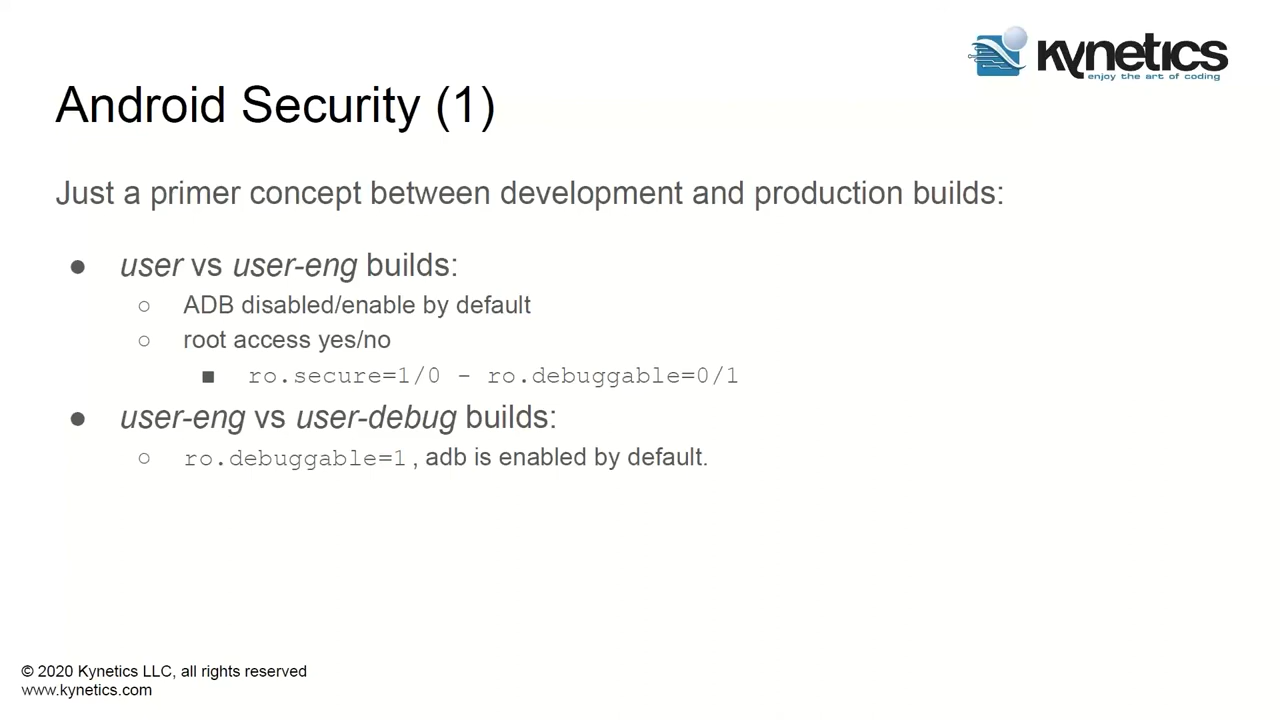 kynetics
enjoy the art of coding
Android Security (1)
Just a primer concept between development and production builds:
● user vs user-eng builds:
○ ADB disabled/enable by default
○ root access yes/no
■ ro.secure=1/0 - ro.debuggable=0/1
● user-eng vs user-debug builds:
○ ro.debuggable=1, adb is enabled by default.
© 2020 Kynetics LLC, all rights reserved
www.kynetics.com